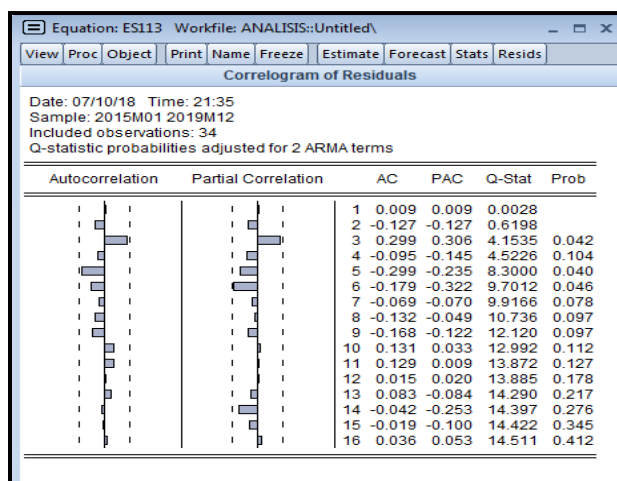 Equation: ES113 Workfile: ANALISIS::Untitled\
View Proc Object Print Name Freeze Estimate Forecast Stats Resids
Correlogram of Residuals
Date: 07/10/18 Time: 21:35
Sample: 2015M01 2019M12
Included observations: 34
Q-statistic probabilities adjusted for 2 ARMA terms
Autocorrelation Partial Correlation AC PAC Q-Stat Prob
1 0.009 0.009 0.0028
2 -0.127 -0.127 0.6198
3 0.299 0.306 4.1535 0.042
4 -0.095 -0.145 4.5226 0.104
5 -0.299 -0.235 8.3000 0.040
6 -0.179 -0.322 9.7012 0.046
7 -0.069 -0.070 9.9166 0.078
8 -0.132 -0.049 10.736 0.097
9 -0.168 -0.122 12.120 0.097
10 0.131 0.033 12.992 0.112
11 0.129 0.009 13.872 0.127
12 0.015 0.020 13.885 0.178
13 0.083 -0.084 14.290 0.217
14 -0.042 -0.253 14.397 0.276
15 -0.019 -0.100 14.422 0.345
16 0.036 0.053 14.511 0.412